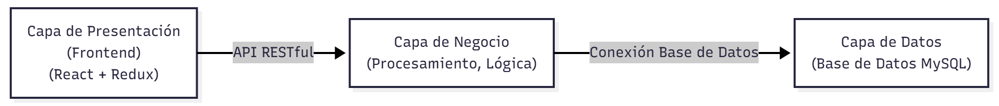 Capa de Presentación
(Frontend)
(React + Redux)
API RESTful
Capa de Negocio
(Procesamiento, Lógica)
Conexión Base de Datos
Capa de Datos
(Base de Datos MySQL)